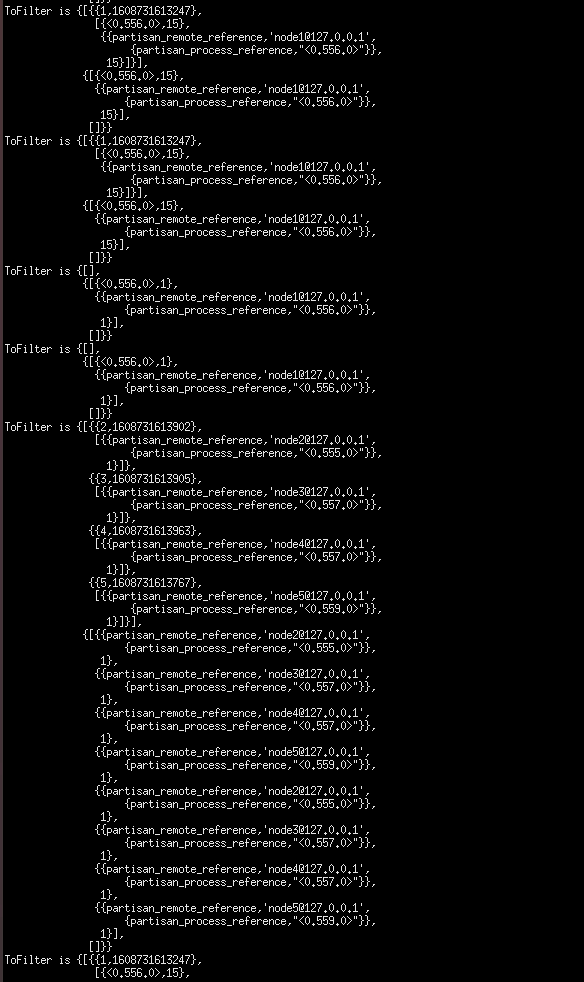 []}}
ToFilter is {[{{1,1608731613247},
[{<0.556.0>,15},
{{partisan_remote_reference,'node1@127.0.0.1',
{partisan_process_reference,"<0.556.0>"}},
15}]}],
{[{<0.556.0>,15},
{{partisan_remote_reference,'node1@127.0.0.1',
{partisan_process_reference,"<0.556.0>"}},
15}],
[]}}
ToFilter is {[{{1,1608731613247},
[{<0.556.0>,15},
{{partisan_remote_reference,'node1@127.0.0.1',
{partisan_process_reference,"<0.556.0>"}},
15}]}],
{[{<0.556.0>,15},
{{partisan_remote_reference,'node1@127.0.0.1',
{partisan_process_reference,"<0.556.0>"}},
15}],
[]}}
ToFilter is {[],
{[{<0.556.0>,1},
{{partisan_remote_reference,'node1@127.0.0.1',
{partisan_process_reference,"<0.556.0>"}},
1}],
[]}}
ToFilter is {[],
{[{<0.556.0>,1},
{{partisan_remote_reference,'node1@127.0.0.1',
{partisan_process_reference,"<0.556.0>"}},
1}],
[]}}
ToFilter is {[{{2,1608731613902},
[{{partisan_remote_reference,'node2@127.0.0.1',
{partisan_process_reference,"<0.555.0>"}},
1}]},
{{3,1608731613905},
[{{partisan_remote_reference,'node3@127.0.0.1',
{partisan_process_reference,"<0.557.0>"}},
1}]},
{{4,1608731613963},
[{{partisan_remote_reference,'node4@127.0.0.1',
{partisan_process_reference,"<0.557.0>"}},
1}]},
{{5,1608731613767},
[{{partisan_remote_reference,'node5@127.0.0.1',
{partisan_process_reference,"<0.559.0>"}},
1}]}],
{[{{partisan_remote_reference,'node2@127.0.0.1',
{partisan_process_reference,"<0.555.0>"}},
1},
{{partisan_remote_reference,'node3@127.0.0.1',
{partisan_process_reference,"<0.557.0>"}},
1},
{{partisan_remote_reference,'node4@127.0.0.1',
{partisan_process_reference,"<0.557.0>"}},
1},
{{partisan_remote_reference,'node5@127.0.0.1',
{partisan_process_reference,"<0.559.0>"}},
1},
{{partisan_remote_reference,'node2@127.0.0.1',
{partisan_process_reference,"<0.555.0>"}},
1},
{{partisan_remote_reference,'node3@127.0.0.1',
{partisan_process_reference,"<0.557.0>"}},
1},
{{partisan_remote_reference,'node4@127.0.0.1',
{partisan_process_reference,"<0.557.0>"}},
1},
{{partisan_remote_reference,'node5@127.0.0.1',
{partisan_process_reference,"<0.559.0>"}},
1}],
[]}}
ToFilter is {[{{1,1608731613247},
[{<0.556.0>,15},